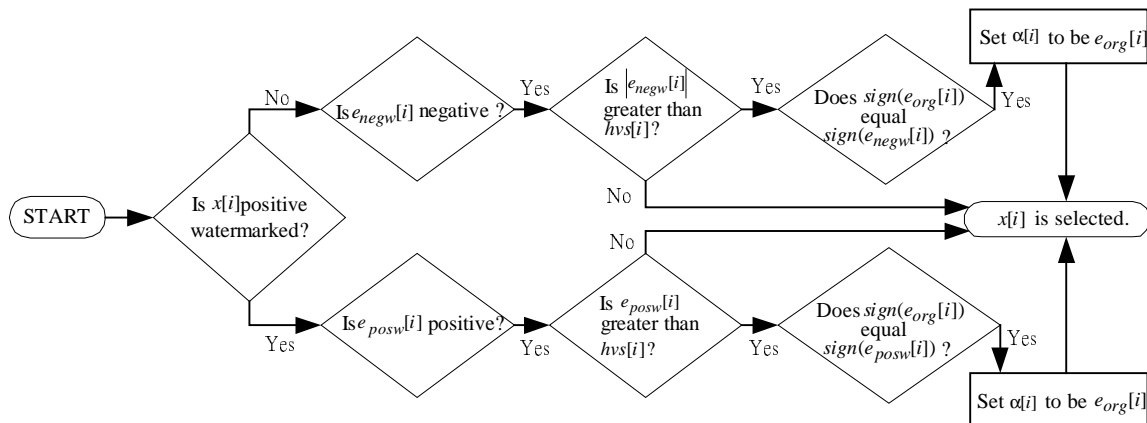 START
Is x[i]positive
watermarked?
No
Is e_negw[i] negative ?
Yes
Is |e_negw[i]|
greater than
hvs[i]?
Yes
Does sign(e_org[i])
equal
sign(e_negw[i]) ?
Yes
Set α[i] to be e_org[i]
No
x[i] is selected.
No
Yes
Is e_posw[i] positive?
Yes
Is e_posw[i]
greater than
hvs[i]?
Yes
Does sign(e_org[i])
equal
sign(e_posw[i]) ?
Yes
Set α[i] to be e_org[i]